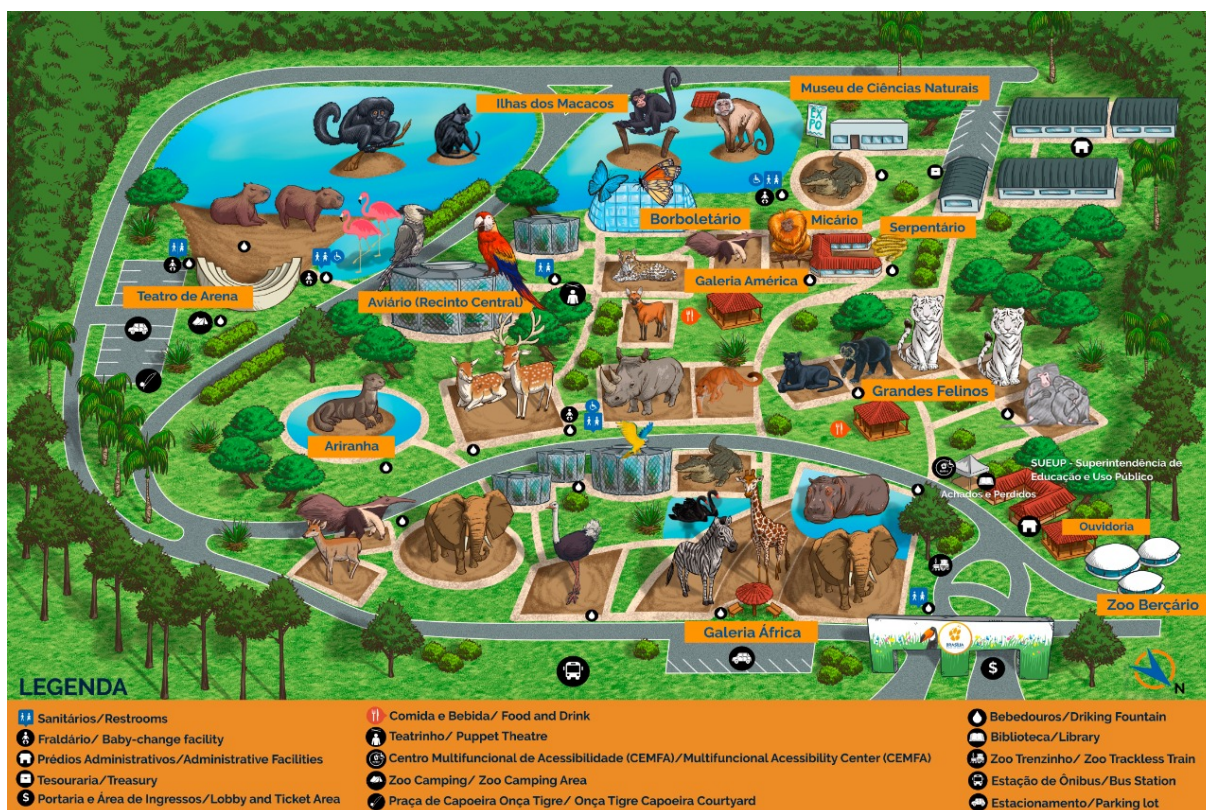 Ilhas dos Macacos
Museu de Ciências Naturais
EXPO
Borboletário
Micário
Serpentário
Galeria América
Teatro de Arena
Aviário (Recinto Central)
Grandes Felinos
Ariranha
SUEUP - Superintendência de
Educação e Uso Público
Achados e Perdidos
Ouvidoria
Zoo Berçário
Galeria África
BRASÍLIA
$
N
LEGENDA
Sanitários/Restrooms
Fraldário/ Baby-change facility
Prédios Administrativos/Administrative Facilities
Tesouraria/Treasury
$ Portaria e Área de Ingressos/Lobby and Ticket Area
Comida e Bebida/ Food and Drink
Teatrinho/ Puppet Theatre
Centro Multifuncional de Acessibilidade (CEMFA)/Multifunctional Acessibility Center (CEMFA)
Zoo Camping/ Zoo Camping Area
Praça de Capoeira Onça Tigre/ Onça Tigre Capoeira Courtyard
Bebedouros/Driking Fountain
Biblioteca/Library
Zoo Trenzinho/ Zoo Trackless Train
Estação de Ônibus/Bus Station
Estacionamento/Parking lot